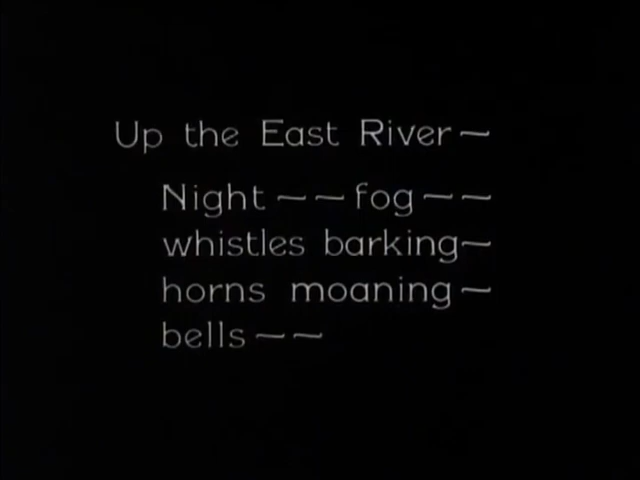 Up the East River~
Night~~fog~~
whistles barking~
horns moaning~
bells~~